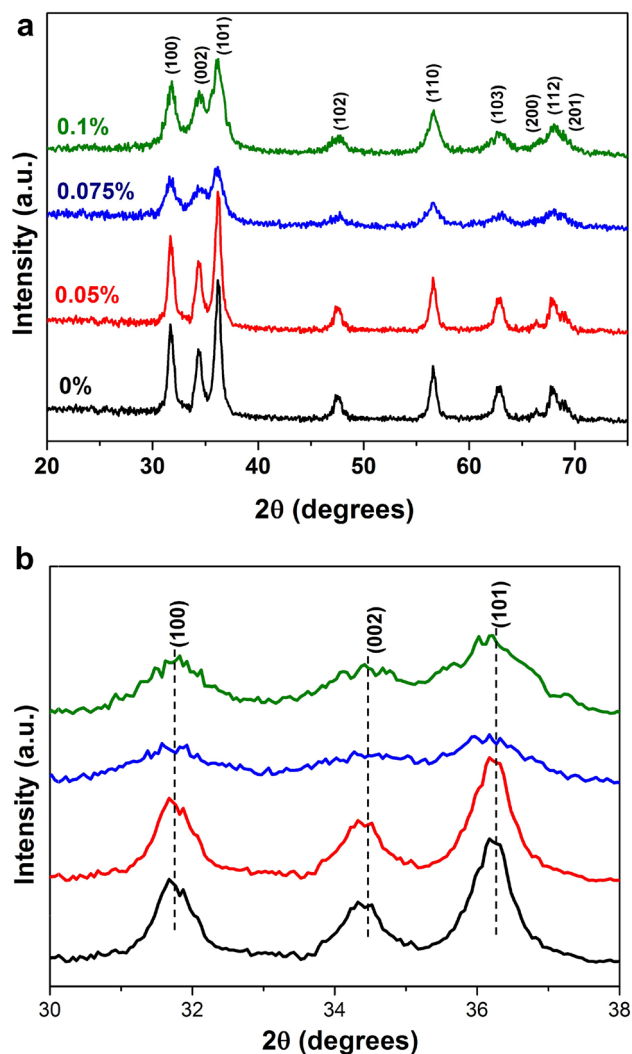 a
(100)
(002)
(101)
(102)
(110)
(103)
(200)
(112)
(201)
0.1%
0.075%
0.05%
0%
Intensity (a.u.)
20 30 40 50 60 70
2θ (degrees)
b
(100)
(002)
(101)
Intensity (a.u.)
30 32 34 36 38
2θ (degrees)